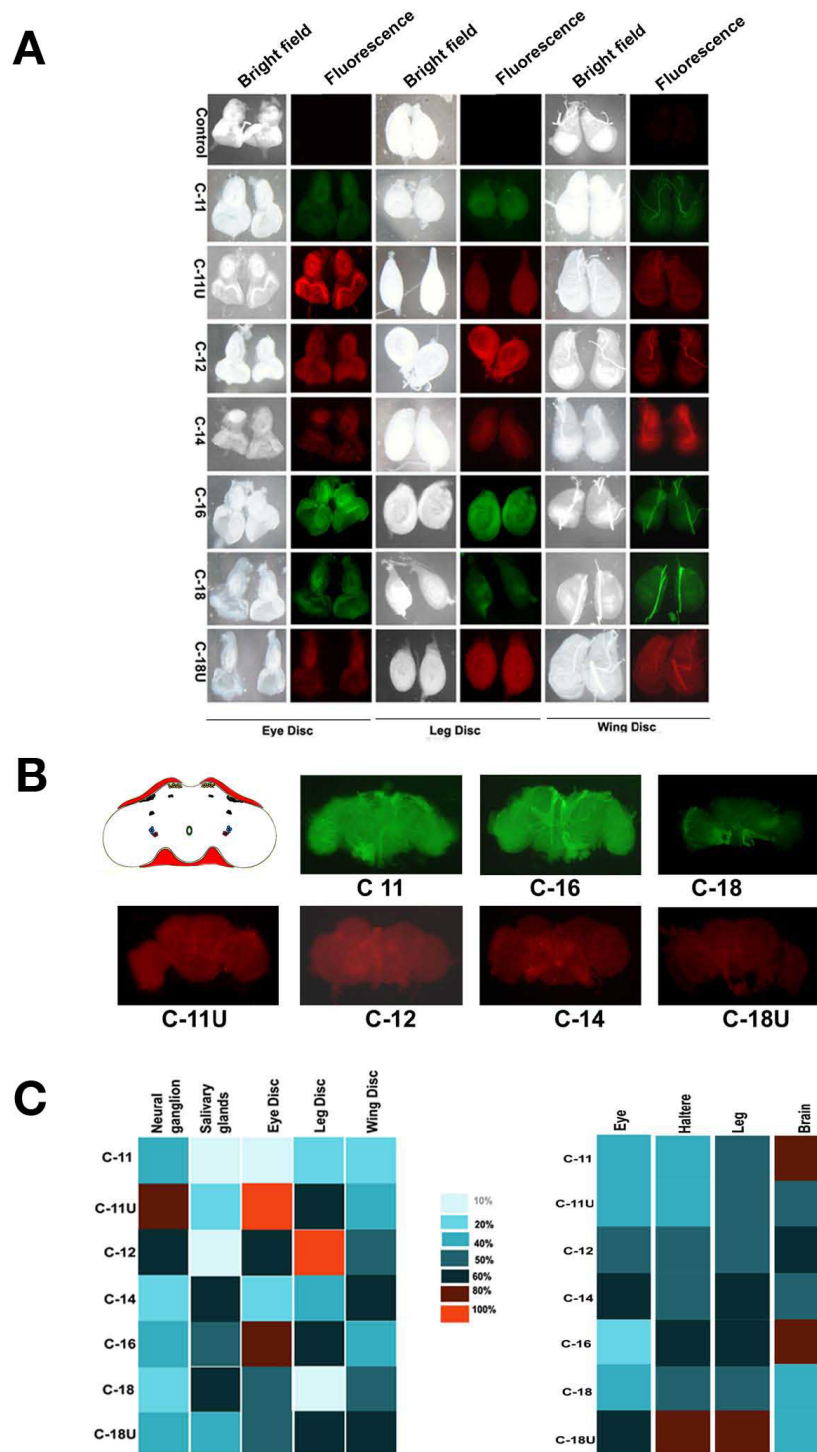 A
Bright field Fluorescence Bright field Fluorescence Bright field Fluorescence
Control
C-11
C-11U
C-12
C-14
C-16
C-18
C-18U
Eye Disc Leg Disc Wing Disc
B
C 11 C-16 C-18
C-11U C-12 C-14 C-18U
C
Neural ganglion Salivary glands Eye Disc Leg Disc Wing Disc
C-11
C-11U
C-12
C-14
C-16
C-18
C-18U
10%
20%
40%
50%
60%
80%
100%
Eye Haltere Leg Brain
C-11
C-11U
C-12
C-14
C-16
C-18
C-18U